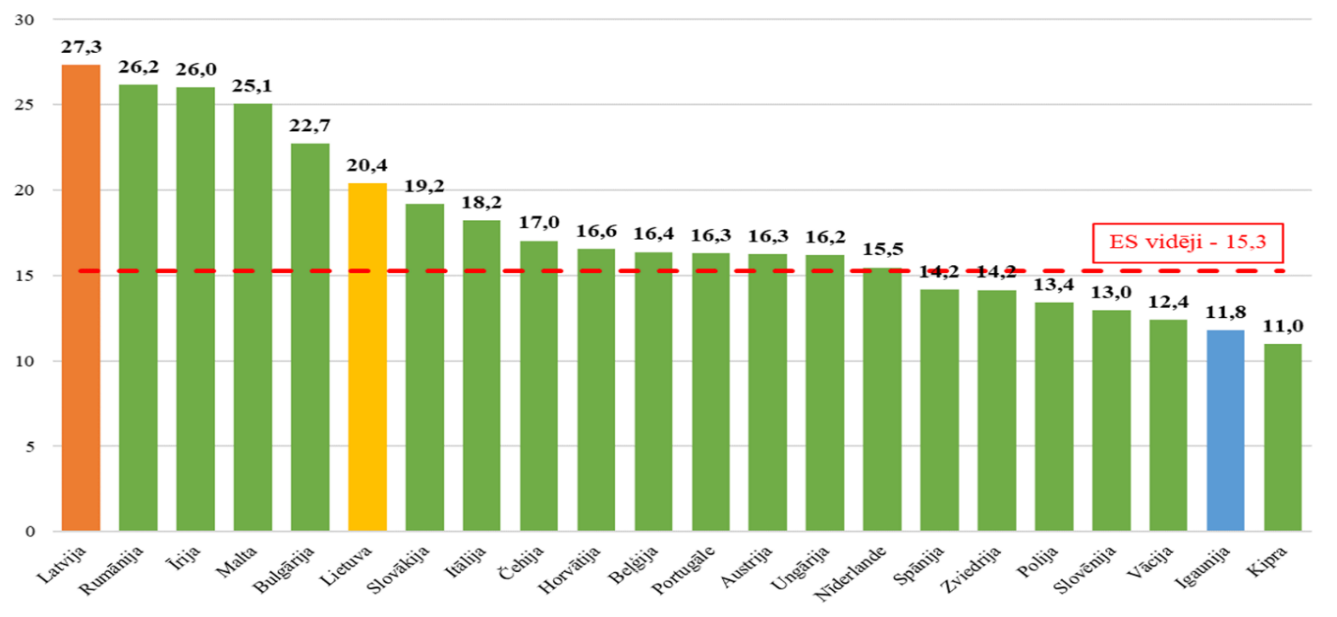 30
25
20
15
10
5
0
27,3
26,2
26,0
25,1
22,7
20,4
19,2
18,2
17,0
16,6
16,4
16,3
16,3
16,2
15,5
14,2
14,2
13,4
13,0
12,4
11,8
11,0
ES vidēji - 15,3
Latvija
Rumānija
Īrija
Malta
Bulgārija
Lietuva
Slovākija
Itālija
Čehija
Horvātija
Beļģija
Portugāle
Austrija
Ungārija
Nīderlande
Spānija
Zviedrija
Polija
Slovēnija
Vācija
Igaunija
Kipra